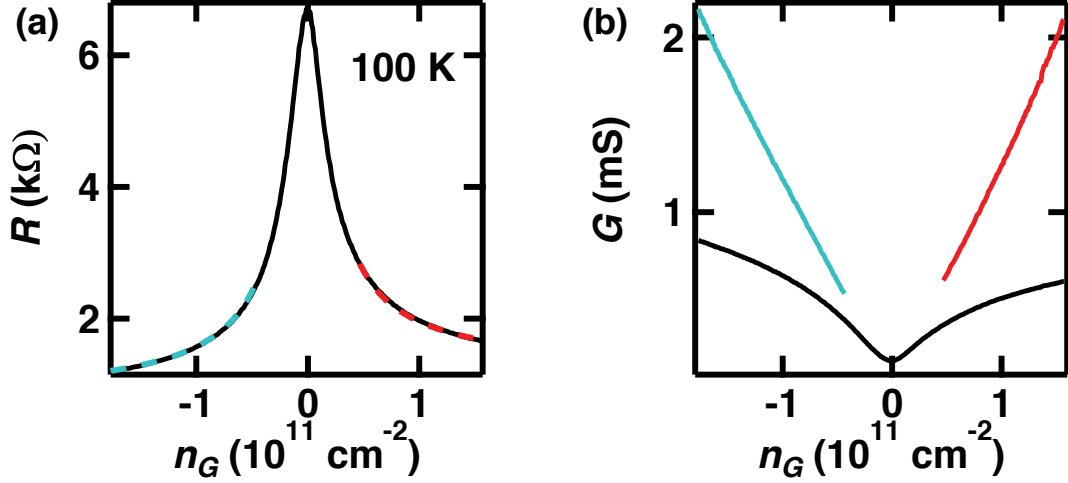 (a)
6
4
2
R (kΩ)
100 K
-1 0 1
n_G (10^11 cm^-2)
(b)
2
1
G (mS)
-1 0 1
n_G (10^11 cm^-2)